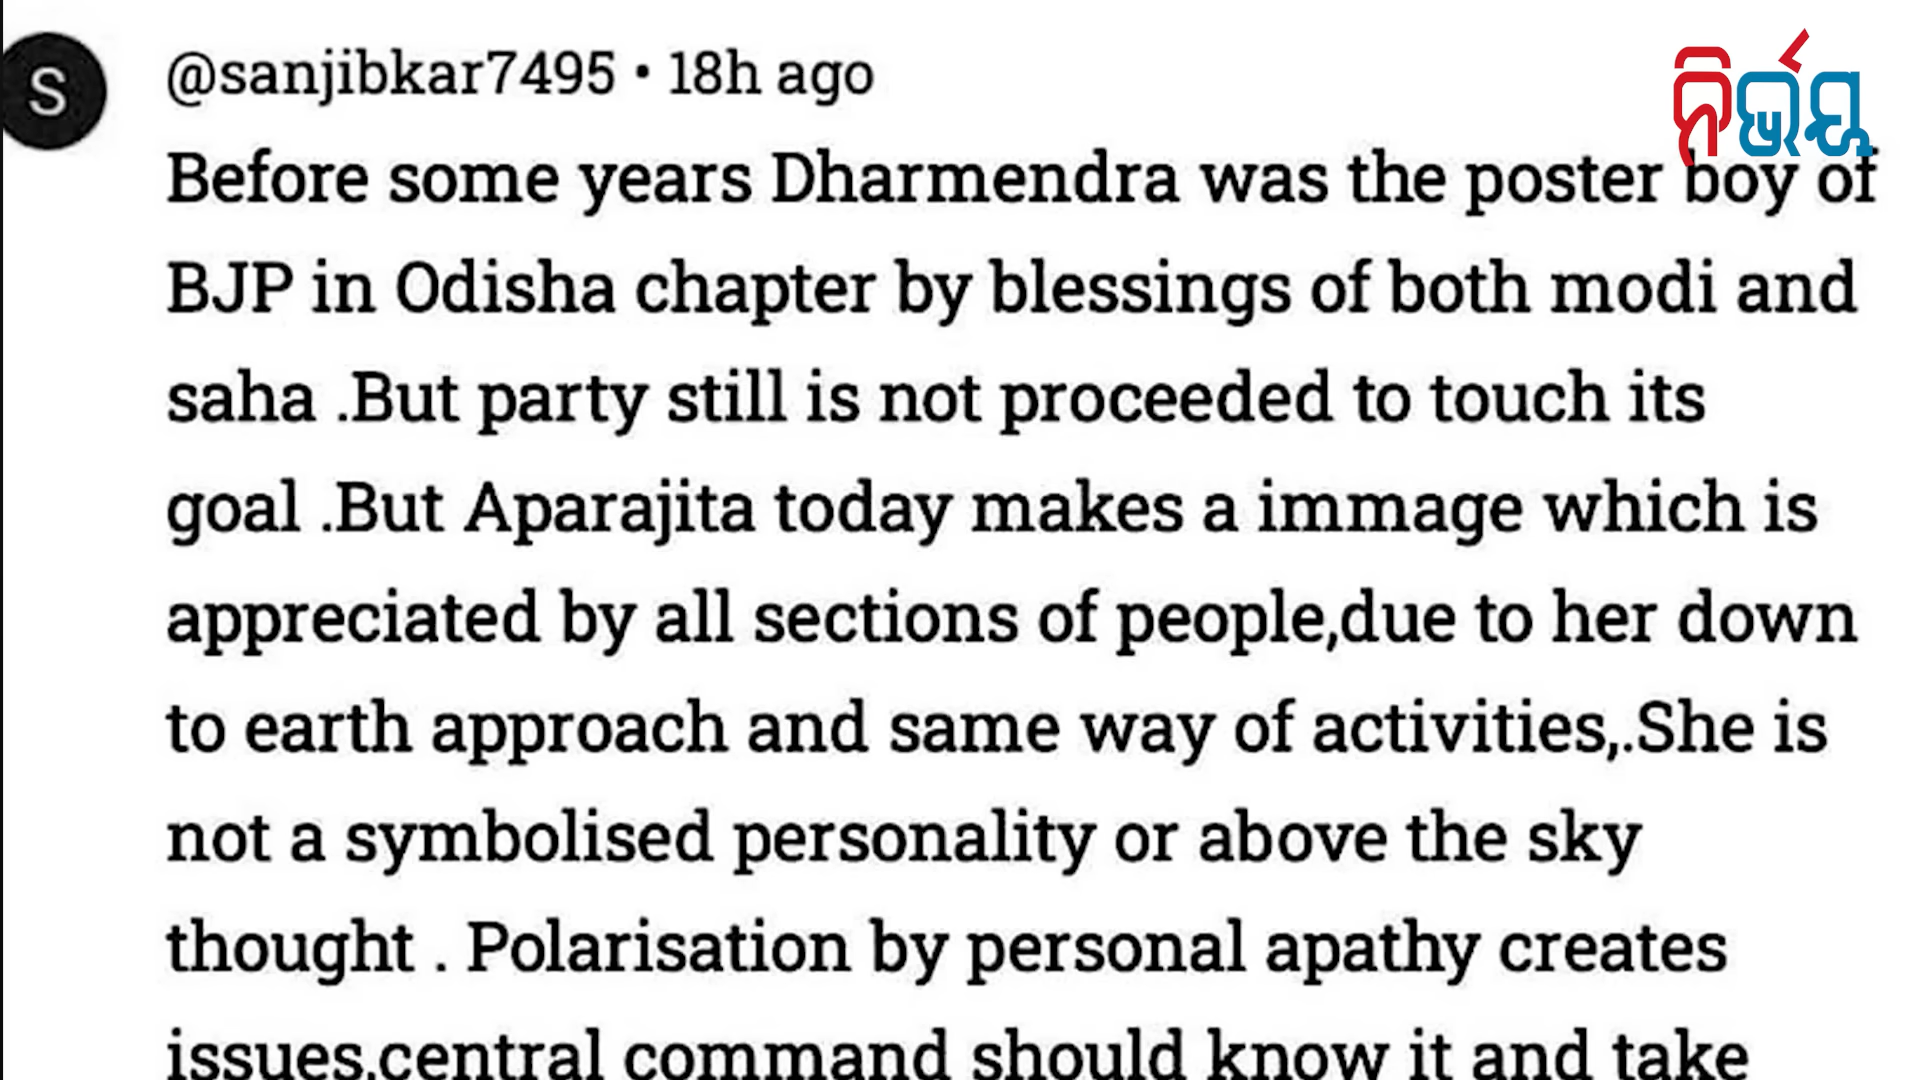 S
@sanjibkar7495 • 18h ago
ନିର୍ଭୟ
Before some years Dharmendra was the poster boy of
BJP in Odisha chapter by blessings of both modi and
saha .But party still is not proceeded to touch its
goal .But Aparajita today makes a immage which is
appreciated by all sections of people,due to her down
to earth approach and same way of activities,.She is
not a symbolised personality or above the sky
thought . Polarisation by personal apathy creates
issues,central command should know it and take